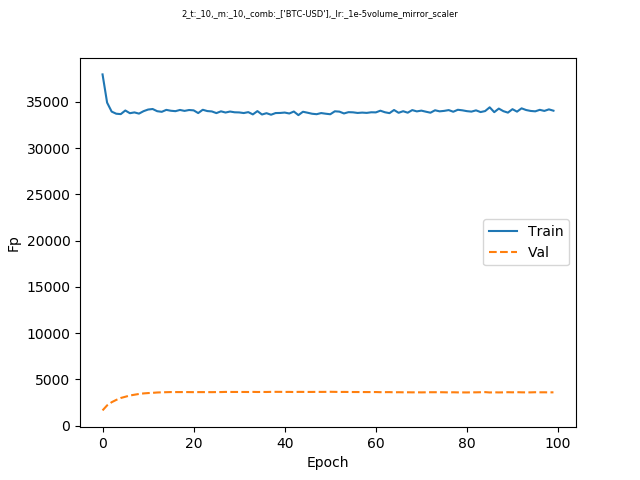 2_t:_10,_m:_10,_comb:_['BTC-USD'],_lr:_1e-5volume_mirror_scaler
35000
30000
25000
20000
15000
10000
5000
0
Fp
Train
Val
0 20 40 60 80 100
Epoch